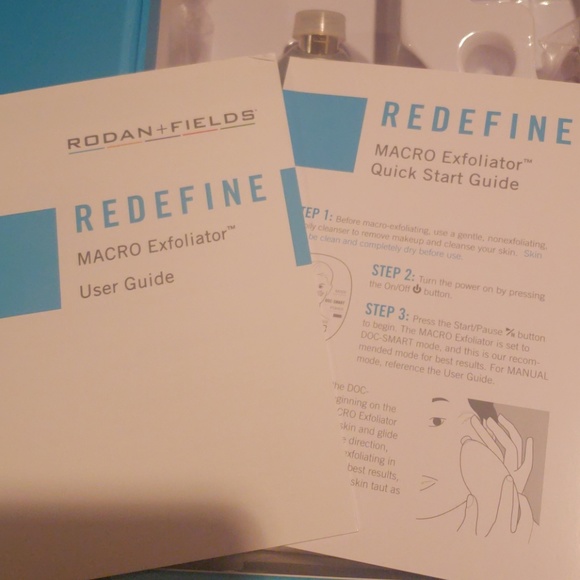 RODAN+FIELDS
REDEFINE
MACRO Exfoliator™
User Guide
REDEFINE
MACRO Exfoliator™
Quick Start Guide
STEP 1: Before macro-exfoliating, use a gentle, nonexfoliating,
cleanser to remove makeup and cleanse your skin. Skin
be clean and completely dry before use.
STEP 2: Turn the power on by pressing
the On/Off button.
STEP 3: Press the Start/Pause button
to begin. The MACRO Exfoliator is set to
DOC-SMART mode, and this is our recom-
mended mode for best results. For MANUAL
mode, reference the User Guide.
he DOC-
ginning on the
CRO Exfoliator
skin and glide
direction,
xfoliating in
best results,
skin taut as